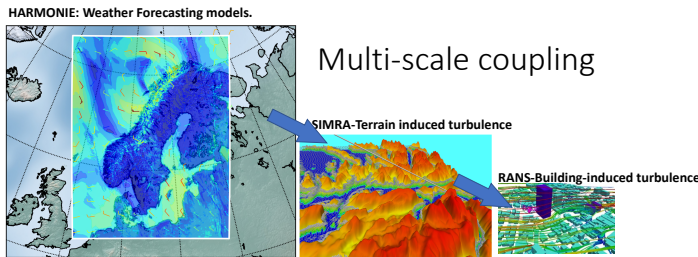 HARMONIE: Weather Forecasting models.
Multi-scale coupling
SIMRA-Terrain induced turbulence
RANS-Building-induced turbulence